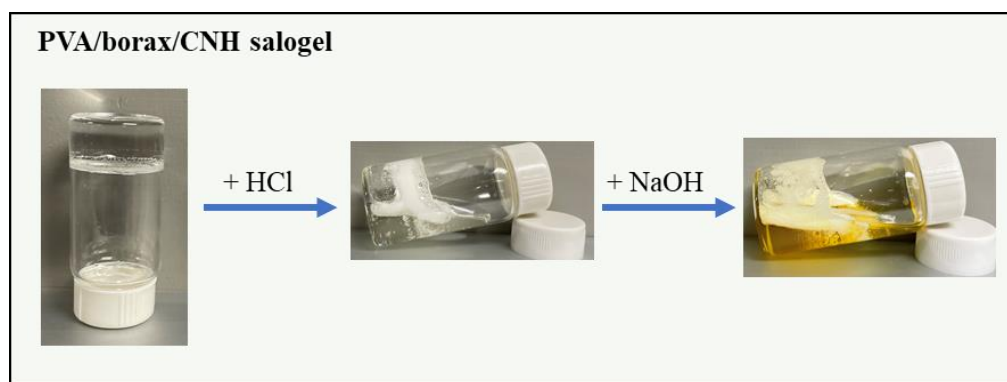 PVA/borax/CNH salogel
+ HCl
+ NaOH